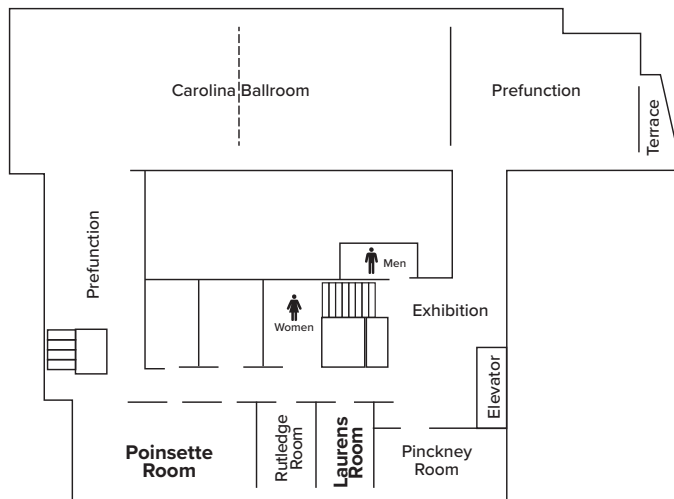 Carolina Ballroom
Prefunction
Terrace
Prefunction
Men
Women
Exhibition
Elevator
Poinsette
Room
Rutledge
Room
Laurens
Room
Pinckney
Room